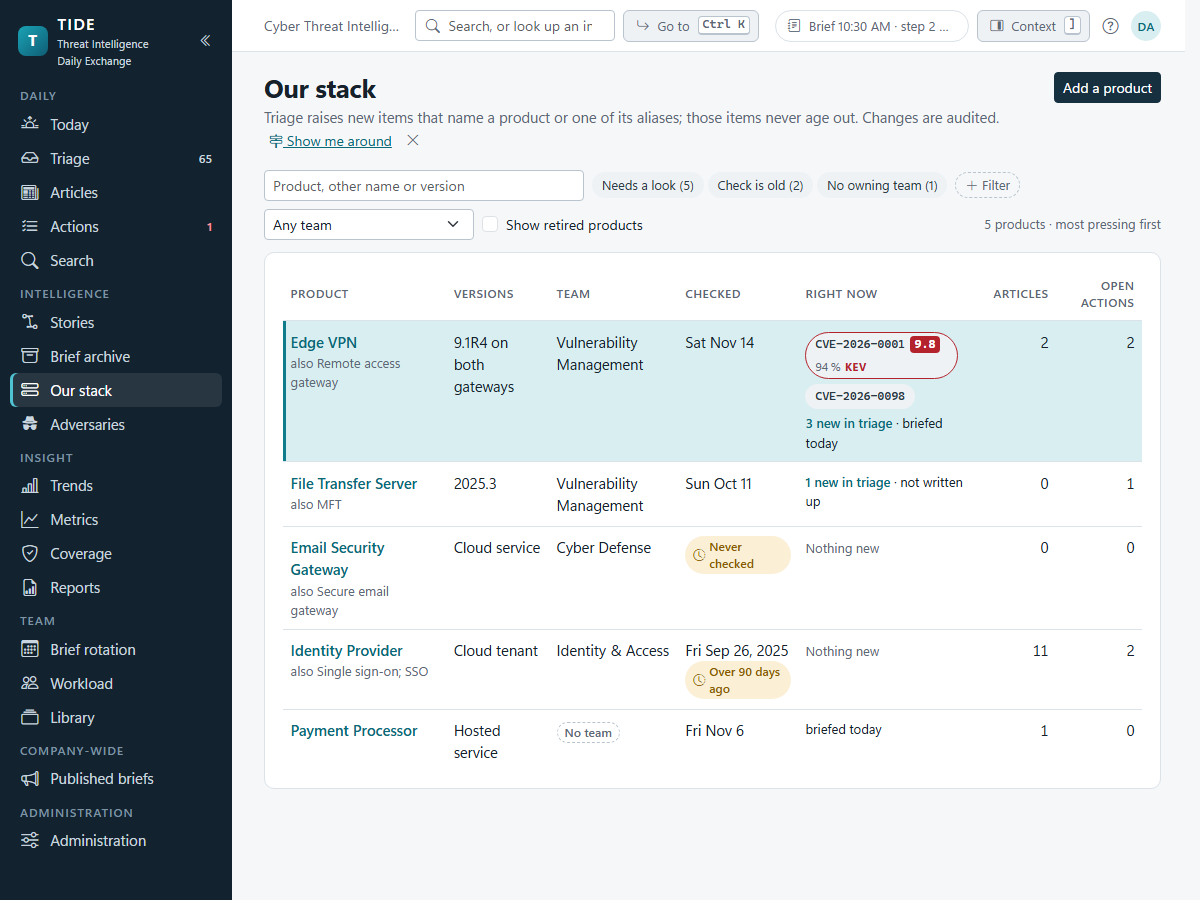 T
TIDE
Threat Intelligence
Daily Exchange
DAILY
Today
Triage 65
Articles
Actions 1
Search
INTELLIGENCE
Stories
Brief archive
Our stack
Adversaries
INSIGHT
Trends
Metrics
Coverage
Reports
TEAM
Brief rotation
Workload
Library
COMPANY-WIDE
Published briefs
ADMINISTRATION
Administration
Cyber Threat Intellig... Search, or look up an ir Go to Ctrl K Brief 10:30 AM · step 2 ... Context ] ? DA
Our stack
Add a product
Triage raises new items that name a product or one of its aliases; those items never age out. Changes are audited.
Show me around
Product, other name or version Needs a look (5) Check is old (2) No owning team (1) + Filter
Any team Show retired products 5 products · most pressing first
PRODUCT VERSIONS TEAM CHECKED RIGHT NOW ARTICLES OPEN
ACTIONS
Edge VPN
also Remote access
gateway
9.1R4 on
both
gateways
Vulnerability
Management
Sat Nov 14
CVE-2026-0001 9.8
94% KEV
CVE-2026-0098
3 new in triage · briefed
today
2
2
File Transfer Server
also MFT
2025.3
Vulnerability
Management
Sun Oct 11
1 new in triage · not written
up
0
1
Email Security
Gateway
also Secure email
gateway
Cloud service
Cyber Defense
Never
checked
Nothing new
0
0
Identity Provider
also Single sign-on; SSO
Cloud tenant
Identity & Access
Fri Sep 26, 2025
Over 90 days
ago
Nothing new
11
2
Payment Processor
Hosted
service
No team
Fri Nov 6
briefed today
1
0